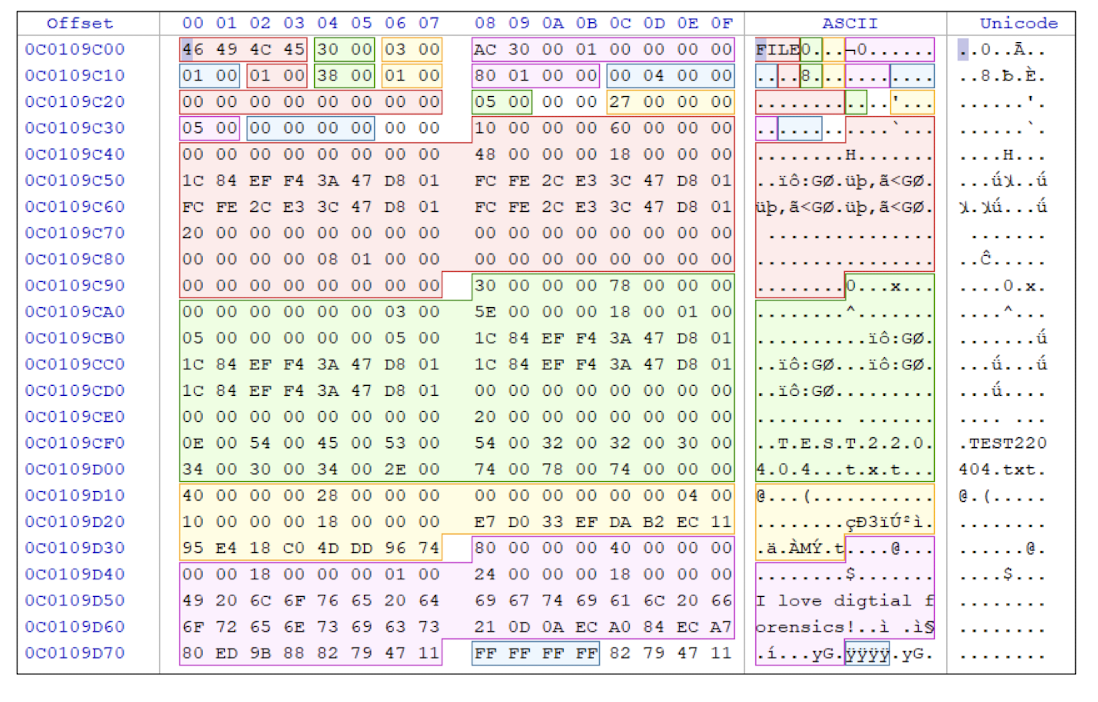 Offset 00 01 02 03 04 05 06 07 08 09 0A 0B 0C 0D 0E 0F ASCII Unicode
0C0109C00 46 49 4C 45 30 00 03 00 AC 30 00 01 00 00 00 00 FILE0...¬0...... ..0..Ā..
0C0109C10 01 00 01 00 38 00 01 00 80 01 00 00 00 04 00 00 ....8........... ..8.ƀ.È.
0C0109C20 00 00 00 00 00 00 00 00 05 00 00 00 27 00 00 00 ............'... ......'.
0C0109C30 05 00 00 00 00 00 00 00 10 00 00 00 60 00 00 00 ............`... ......`.
0C0109C40 00 00 00 00 00 00 00 00 48 00 00 00 18 00 00 00 ........H....... ....H...
0C0109C50 1C 84 EF F4 3A 47 D8 01 FC FE 2C E3 3C 47 D8 01 ..ïô:GØ.üþ,ã<GØ.
0C0109C60 FC FE 2C E3 3C 47 D8 01 FC FE 2C E3 3C 47 D8 01 üþ,ã<GØ.üþ,ã<GØ.
0C0109C70 20 00 00 00 00 00 00 00 00 00 00 00 00 00 00 00 ............... .......
0C0109C80 00 00 00 00 08 01 00 00 00 00 00 00 00 00 00 00 ................ ..Ĉ.....
0C0109C90 00 00 00 00 00 00 00 00 30 00 00 00 78 00 00 00 ........0...x... ....0.x.
0C0109CA0 00 00 00 00 00 00 03 00 5E 00 00 00 18 00 01 00 ........^....... ....^...
0C0109CB0 05 00 00 00 00 00 05 00 1C 84 EF F4 3A 47 D8 01 ..........ïô:GØ. .......ú
0C0109CC0 1C 84 EF F4 3A 47 D8 01 1C 84 EF F4 3A 47 D8 01 ..ïô:GØ...ïô:GØ. ...ú...ú
0C0109CD0 1C 84 EF F4 3A 47 D8 01 00 00 00 00 00 00 00 00 ..ïô:GØ......... ...ú....
0C0109CE0 00 00 00 00 00 00 00 00 20 00 00 00 00 00 00 00 ........ ....... .... ...
0C0109CF0 0E 00 54 00 45 00 53 00 54 00 32 00 32 00 30 00 ..T.E.S.T.2.2.0. .TEST220
0C0109D00 34 00 30 00 34 00 2E 00 74 00 78 00 74 00 00 00 4.0.4...t.x.t... 404.txt.
0C0109D10 40 00 00 00 28 00 00 00 00 00 00 00 00 00 04 00 @...(........... @.(.....
0C0109D20 10 00 00 00 18 00 00 00 E7 D0 33 EF DA B2 EC 11 ........çÐ3ïÚ²ì. ........
0C0109D30 95 E4 18 C0 4D DD 96 74 80 00 00 00 40 00 00 00 .ä.ÀMÝ.t....@... ......@.
0C0109D40 00 00 18 00 00 00 01 00 24 00 00 00 18 00 00 00 ........$....... ....$...
0C0109D50 49 20 6C 6F 76 65 20 64 69 67 74 69 61 6C 20 66 I love digtial f ........
0C0109D60 6F 72 65 6E 73 69 63 73 21 0D 0A EC A0 84 EC A7 orensics!..ì .ì§ ........
0C0109D70 80 ED 9B 88 82 79 47 11 FF FF FF FF 82 79 47 11 .í...yG.ÿÿÿÿ.yG. ........